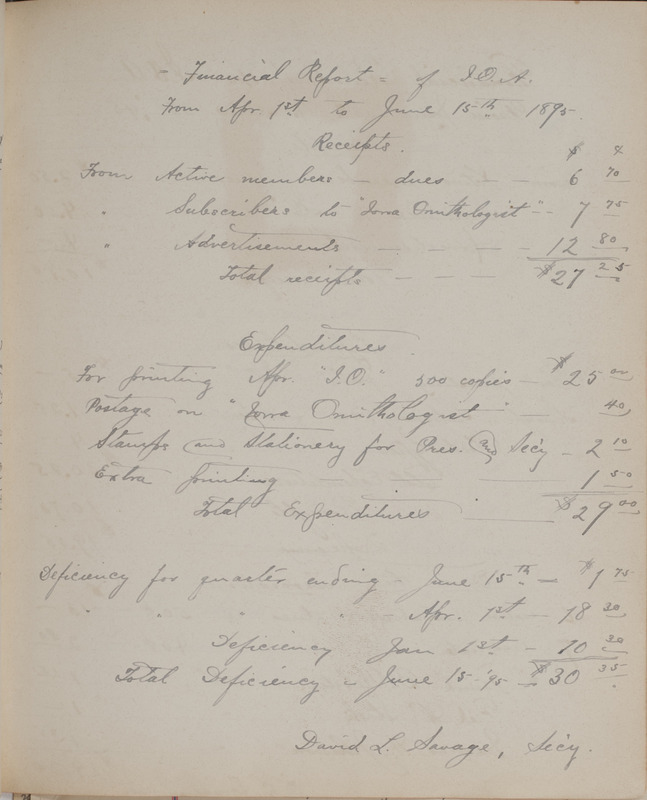 - Financial Report = of I.O.A.
From Apr. 1st to June 15th 1895.
Receipts.
$ ¢
From Active members - dues - - 6 70
" Subscribers to "Iowa Ornithologist" - 7 75
" Advertisements - - - - 12 80
Total receipts - - - - $27 25
Expenditures.
For printing Apr. "I.O." 500 copies - $25 00
Postage on "Iowa Ornithologist" - 40
Stamps and Stationery for Pres. and Sec'y - 2 10
Extra printing - - - 1 50
Total Expenditures - $29 00
Deficiency for quarter ending - June 15th - $1 75
" " " " - Apr. 1st - 18 30
Deficiency Jan 1st - 10 30
Total Deficiency - June 15 - '95 - $30 35
David L. Savage, Sec'y.